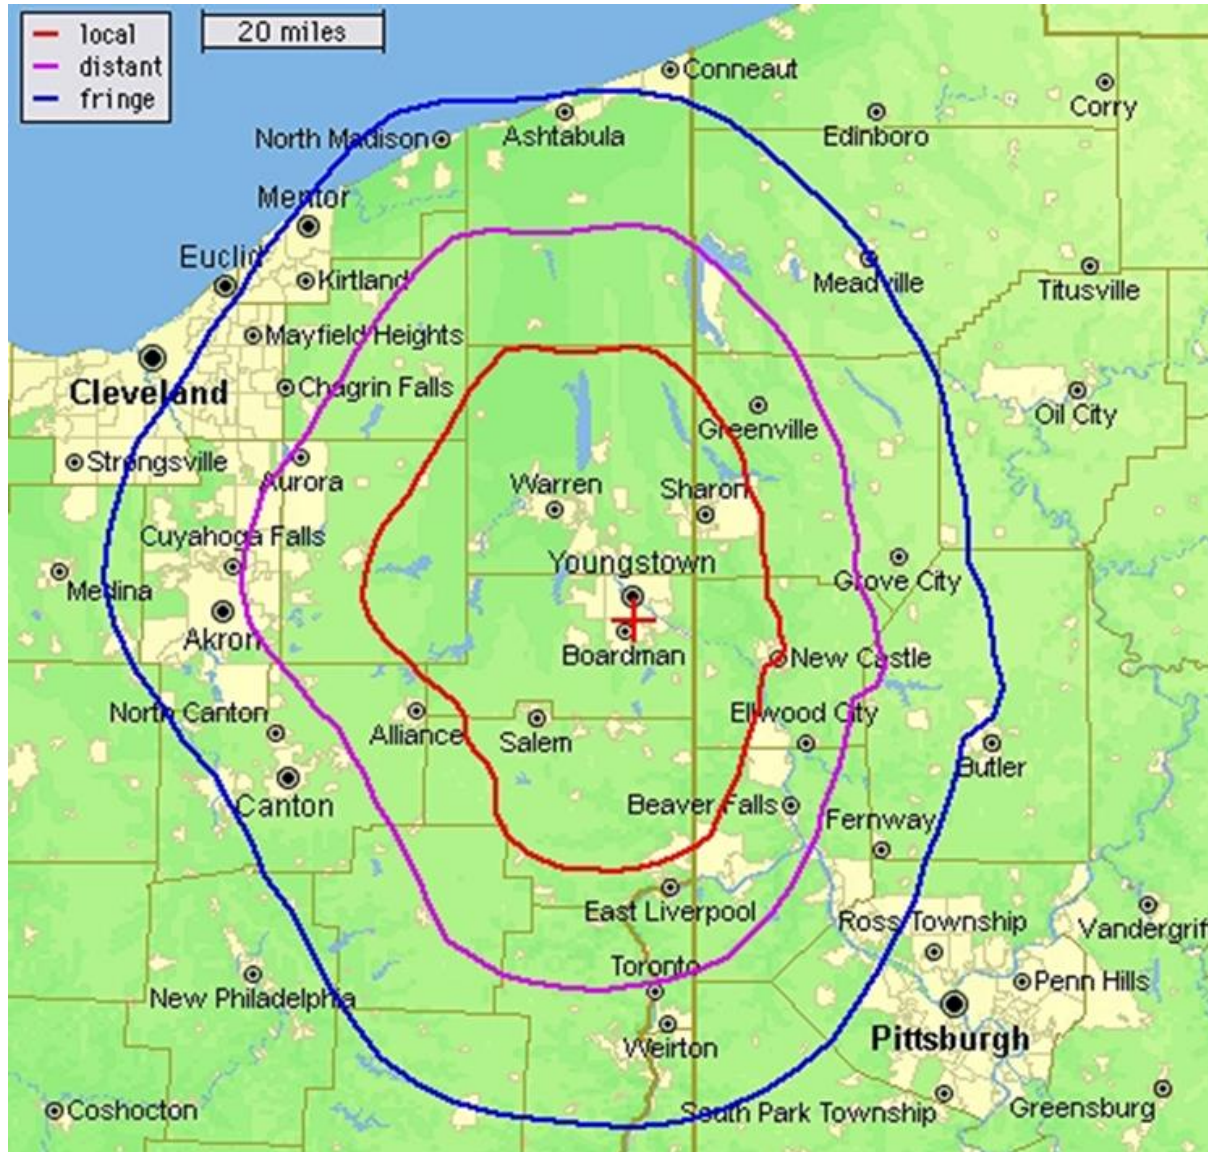 local
20 miles
distant
fringe
Conneaut
Corry
North Madison
Ashtabula
Edinboro
Mentor
Euclid
Kirtland
Meadville
Titusville
Mayfield Heights
Cleveland
Chagrin Falls
Oil City
Greenville
Strongsville
Aurora
Warren
Sharon
Cuyahoga Falls
Youngstown
Grove City
Medina
Akron
Boardman
New Castle
North Canton
Ellwood City
Alliance
Salem
Butler
Canton
Beaver Falls
Fernway
East Liverpool
Ross Township
Vandergrif
Toronto
New Philadelphia
Penn Hills
Pittsburgh
Weirton
Coshocton
South Park Township
Greensburg